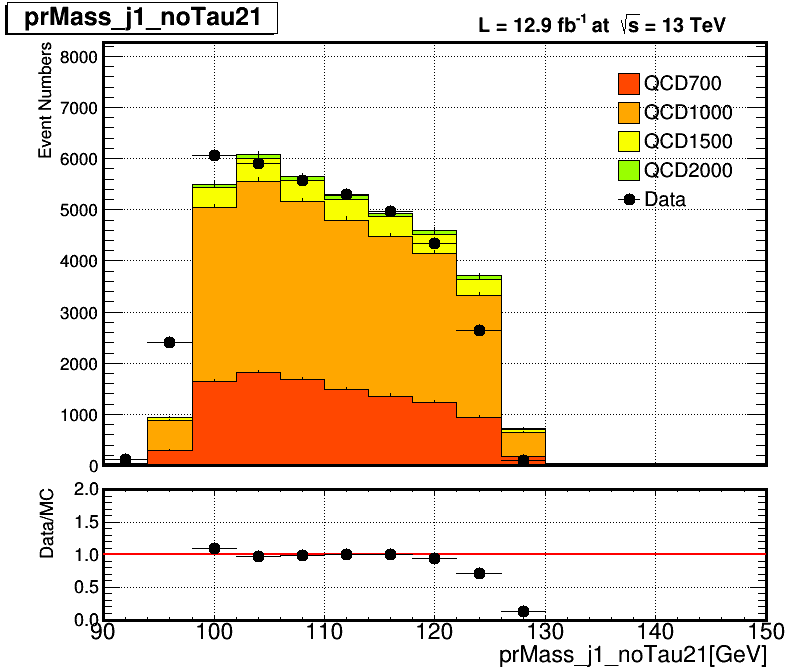 prMass_j1_noTau21
L = 12.9 fb-1 at √s = 13 TeV
Event Numbers
8000
7000
6000
5000
4000
3000
2000
1000
0
QCD700
QCD1000
QCD1500
QCD2000
Data
Data/MC
2.0
1.5
1.0
0.5
0.0
90 100 110 120 130 140 150
prMass_j1_noTau21[GeV]